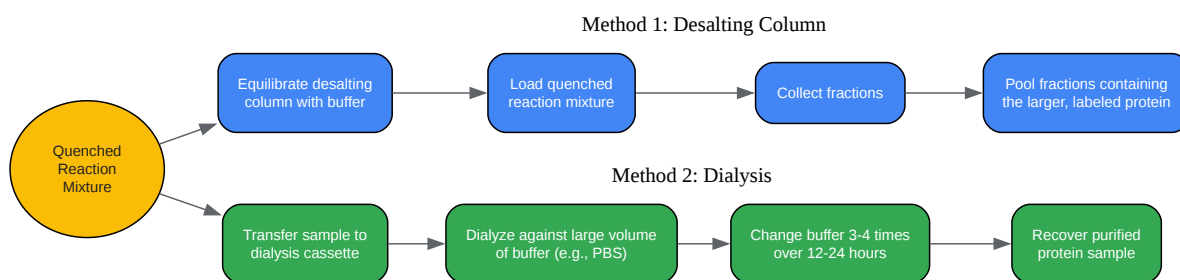 Method 1: Desalting Column
Equilibrate desalting
column with buffer
Load quenched
reaction mixture
Collect fractions
Pool fractions containing
the larger, labeled protein
Quenched
Reaction
Mixture
Method 2: Dialysis
Transfer sample to
dialysis cassette
Dialyze against large volume
of buffer (e.g., PBS)
Change buffer 3-4 times
over 12-24 hours
Recover purified
protein sample